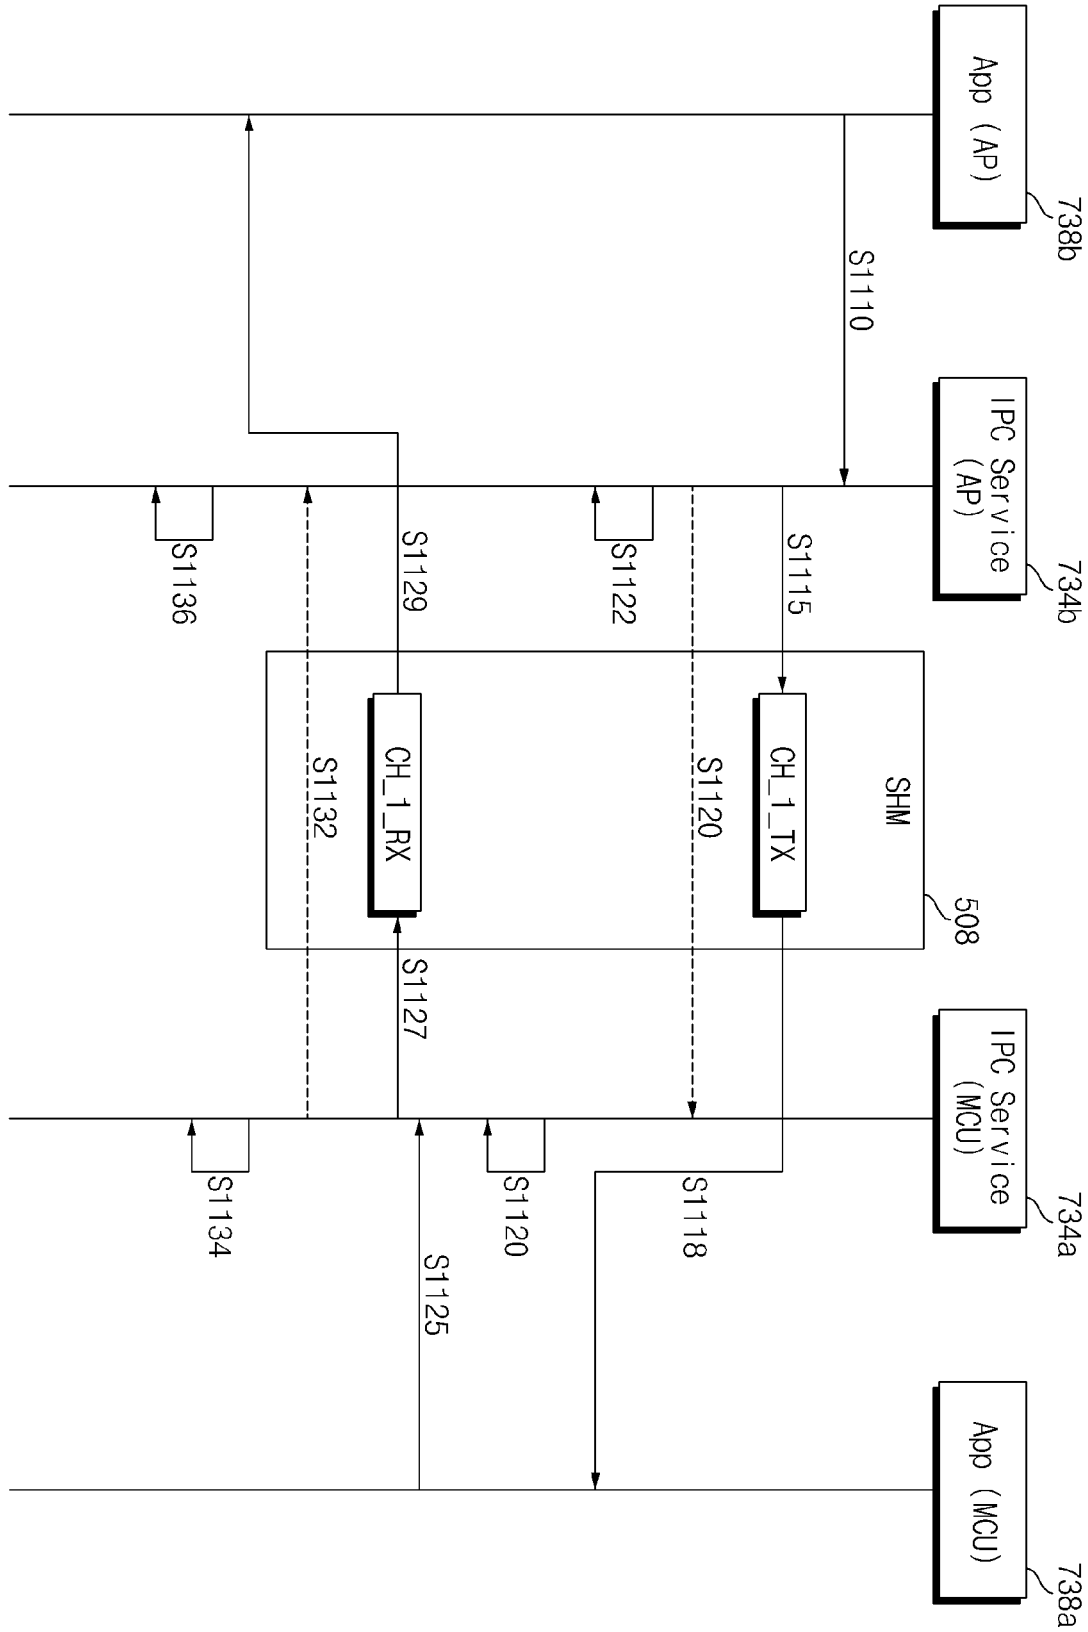 App (AP)
738b
IPC Service
(AP)
734b
SHM
508
IPC Service
(MCU)
734a
App (MCU)
738a
S1110
S1115
CH_1_TX
S1120
S1118
S1122
S1120
S1125
S1129
CH_1_RX
S1127
S1132
S1134
S1136